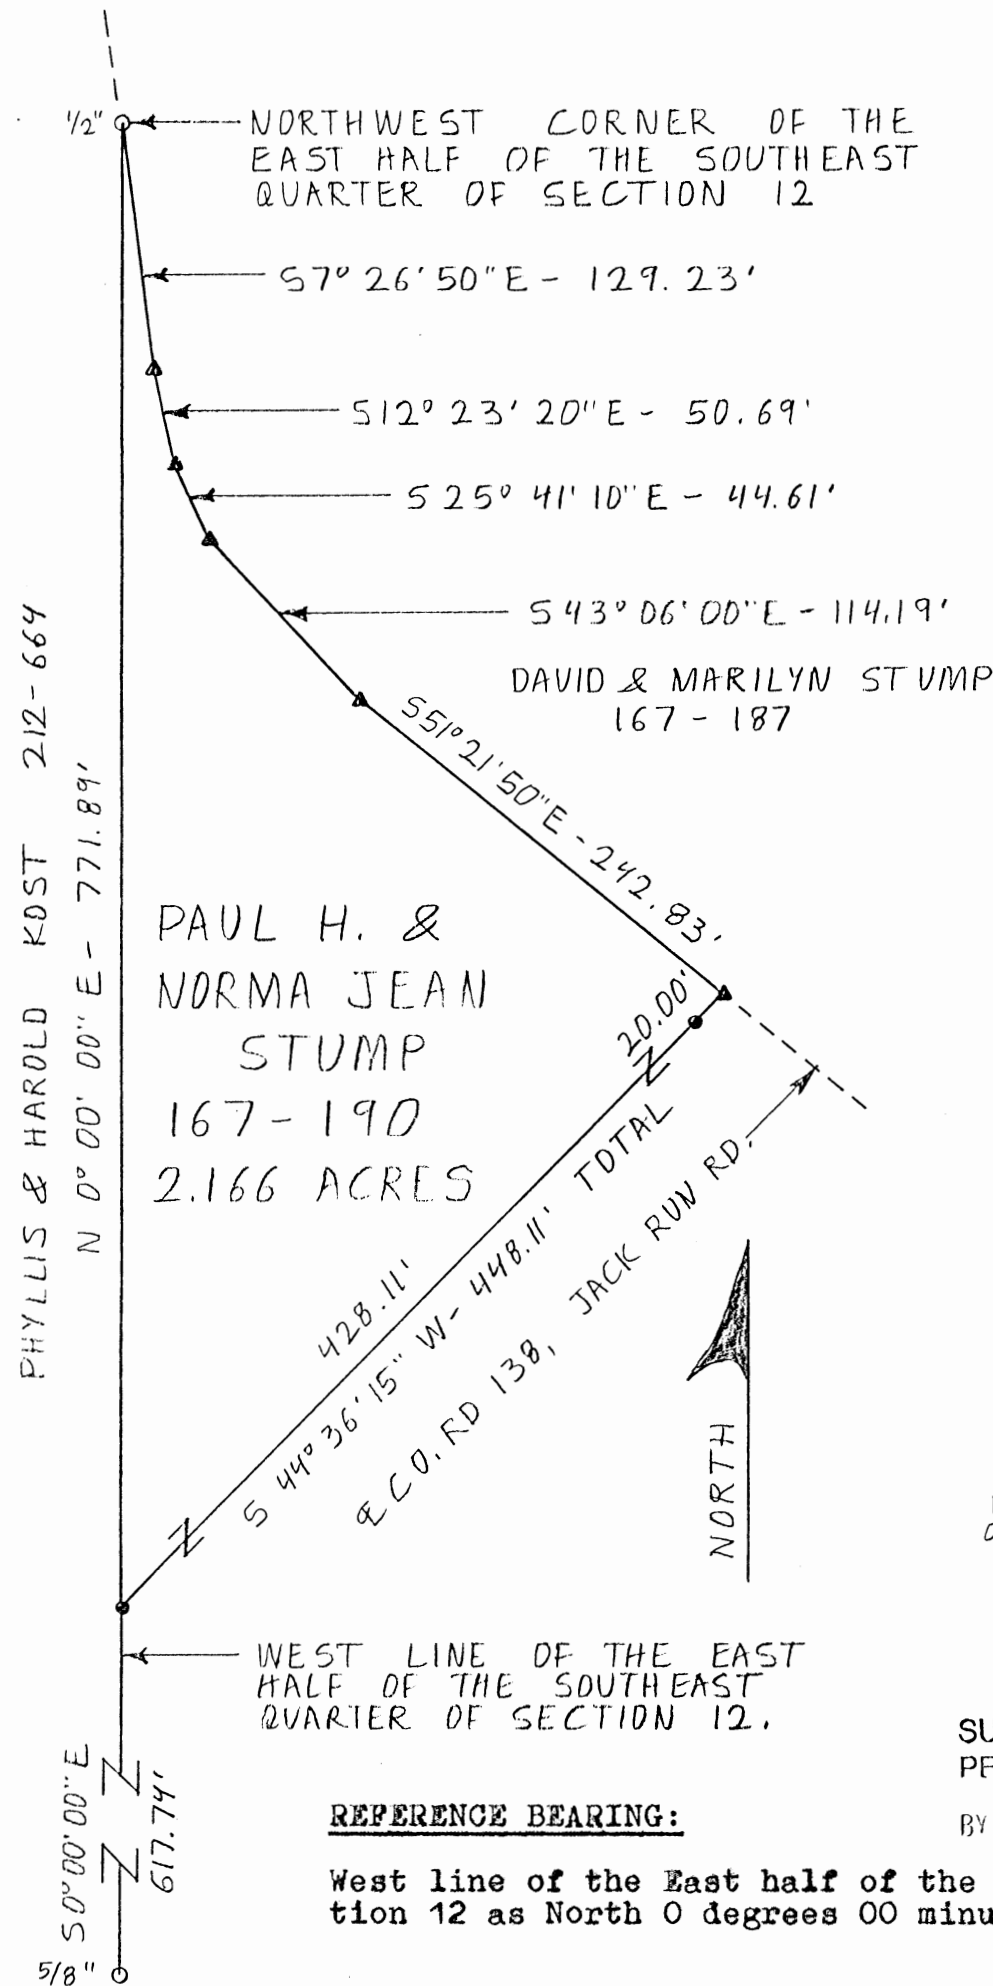 1/2"
NORTHWEST CORNER OF THE
EAST HALF OF THE SOUTHEAST
QUARTER OF SECTION 12
S7° 26' 50" E - 129.23'
S12° 23' 20" E - 50.69'
S 25° 41' 10" E - 44.61'
S 43° 06' 00" E - 114.19'
DAVID & MARILYN STUMP
167 - 187
S51° 21' 50" E - 242.83'
PHYLLIS & HAROLD KOST 212-664
N 0° 00' 00" E - 771.89'
PAUL H. &
NORMA JEAN
STUMP
167 - 190
2.166 ACRES
20.00'
428.11'
S 44° 36' 15" W - 448.11' TOTAL
℄ CO. RD 138, JACK RUN RD.
NORTH
WEST LINE OF THE EAST
HALF OF THE SOUTHEAST
QUARTER OF SECTION 12.
S 0° 00' 00" E
617.74'
5/8"
SU
PE
BY
REFERENCE BEARING:
West line of the East half of the
tion 12 as North 0 degrees 00 minu